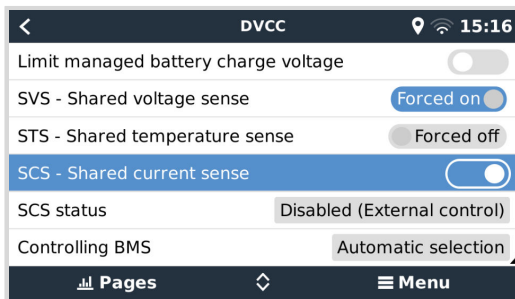 DVCC 15:16
Limit managed battery charge voltage
SVS - Shared voltage sense Forced on
STS - Shared temperature sense Forced off
SCS - Shared current sense
SCS status Disabled (External control)
Controlling BMS Automatic selection
Pages Menu